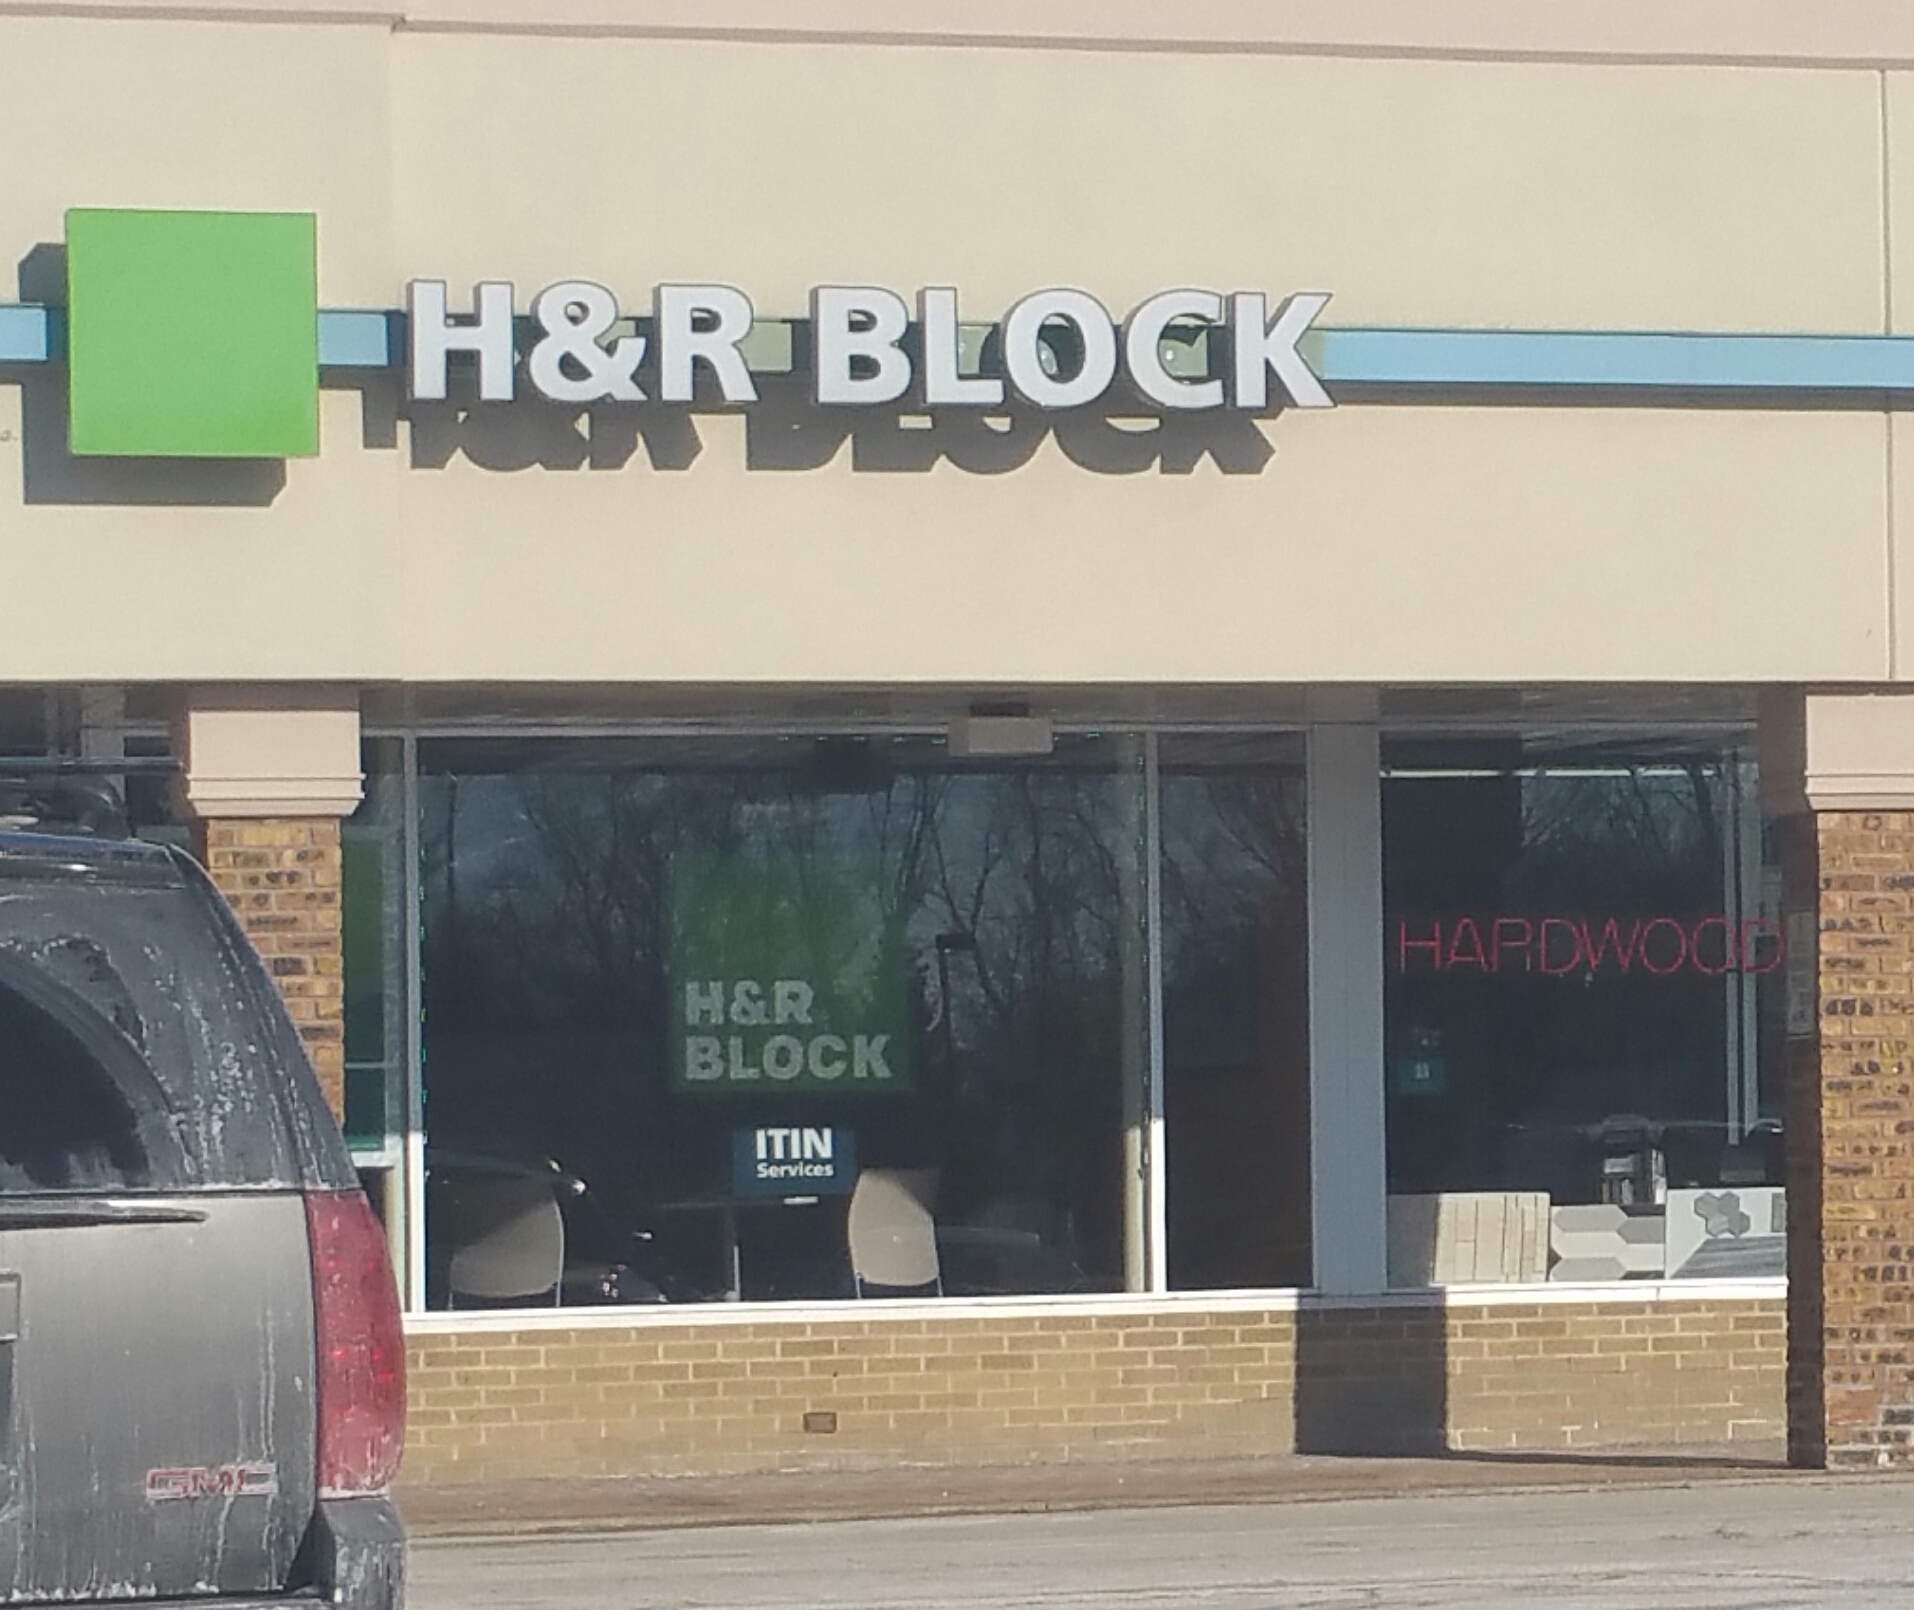 H&R BLOCK
H&R
BLOCK
ITIN
Services
HARDWOOD
GMC